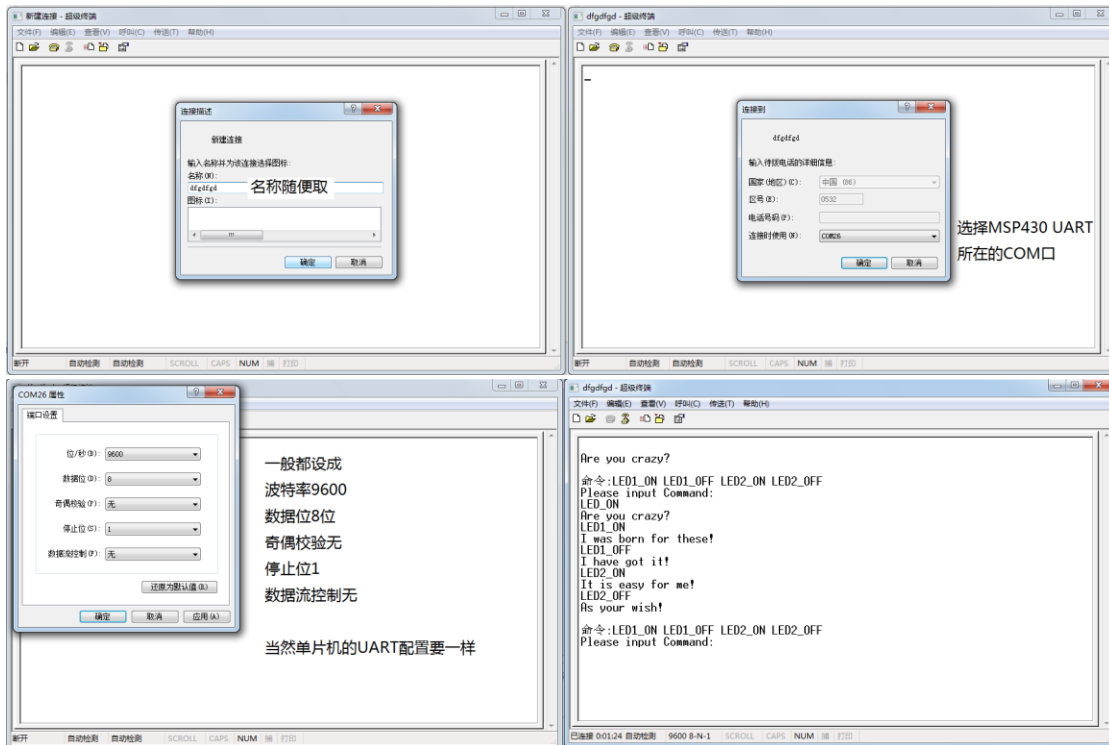 新建连接 - 超级终端
文件(F) 编辑(E) 查看(V) 呼叫(C) 传送(T) 帮助(H)
连接描述
新建连接
输入名称并为该连接选择图标:
名称(N):
dfgdfgd
名称随便取
图标(I):
确定 取消
断开 自动检测 自动检测 SCROLL CAPS NUM 捕 打印
dfgdfgd - 超级终端
文件(F) 编辑(E) 查看(V) 呼叫(C) 传送(T) 帮助(H)
连接到
dfgdfgd
输入待拨电话的详细信息:
国家(地区)(C): 中国 (86)
区号(E): 0532
电话号码(P):
连接时使用(N): COM26
确定 取消
选择MSP430 UART
所在的COM口
断开 自动检测 自动检测 SCROLL CAPS NUM 捕 打印
COM26 属性
端口设置
位/秒(B): 9600
数据位(D): 8
奇偶校验(P): 无
停止位(S): 1
数据流控制(F): 无
还原为默认值(R)
确定 取消 应用(A)
一般都设成
波特率9600
数据位8位
奇偶校验无
停止位1
数据流控制无
当然单片机的UART配置要一样
断开 自动检测 自动检测 SCROLL CAPS NUM 捕 打印
dfgdfgd - 超级终端
文件(F) 编辑(E) 查看(V) 呼叫(C) 传送(T) 帮助(H)
Are you crazy?
命令:LED1_ON LED1_OFF LED2_ON LED2_OFF
Please input Command:
LED_ON
Are you crazy?
LED1_ON
I was born for these!
LED1_OFF
I have got it!
LED2_ON
It is easy for me!
LED2_OFF
As your wish!
命令:LED1_ON LED1_OFF LED2_ON LED2_OFF
Please input Command:
已连接 0:01:24 自动检测 9600 8-N-1 SCROLL CAPS NUM 捕 打印